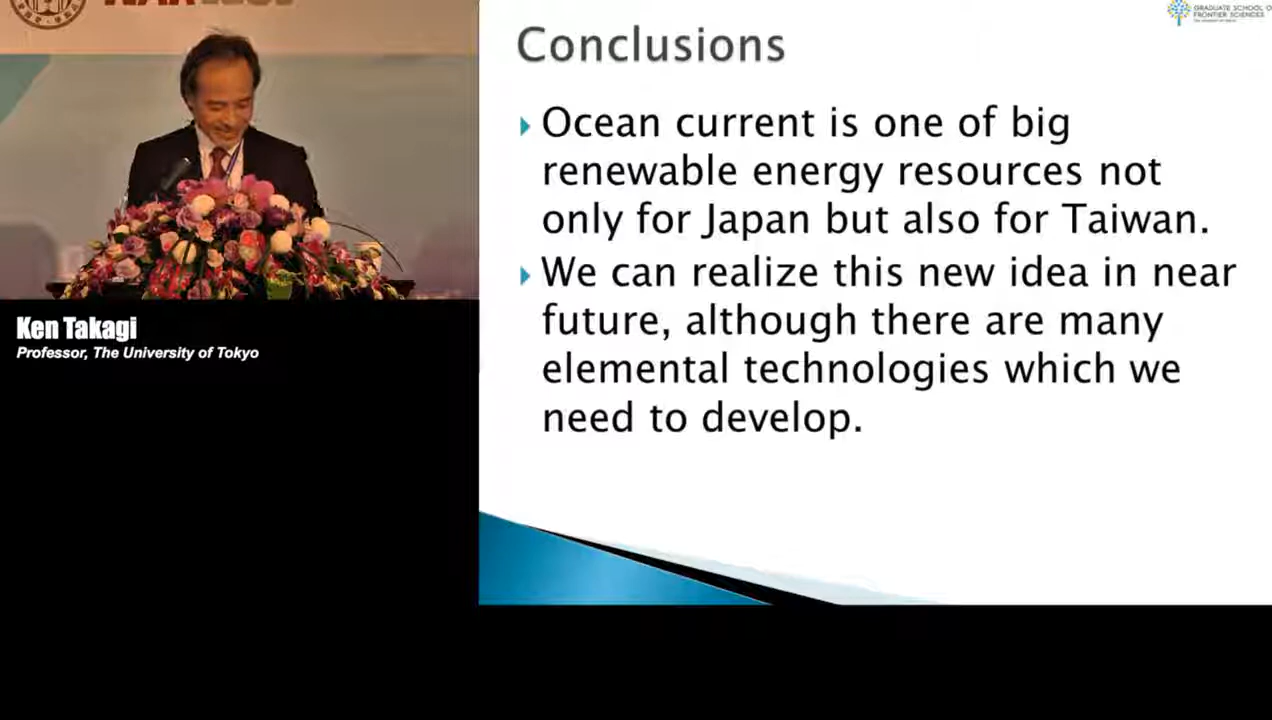 GRADUATE SCHOOL O
FRONTIER SCIENCES
Conclusions
Ocean current is one of big
renewable energy resources not
only for Japan but also for Taiwan.
We can realize this new idea in near
future, although there are many
elemental technologies which we
need to develop.
Ken Takagi
Professor, The University of Tokyo